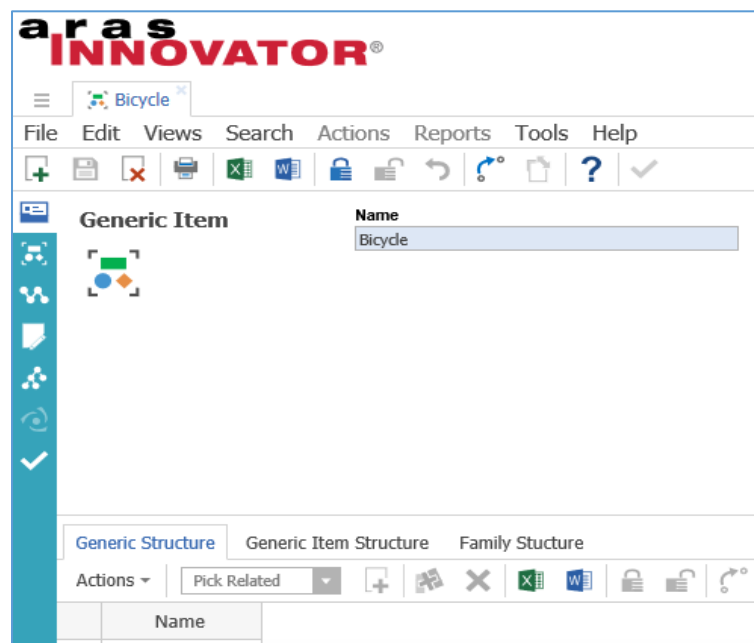 aras
INNOVATOR®
Bicycle
File Edit Views Search Actions Reports Tools Help
Generic Item
Name
Bicycle
Generic Structure Generic Item Structure Family Stucture
Actions Pick Related
Name